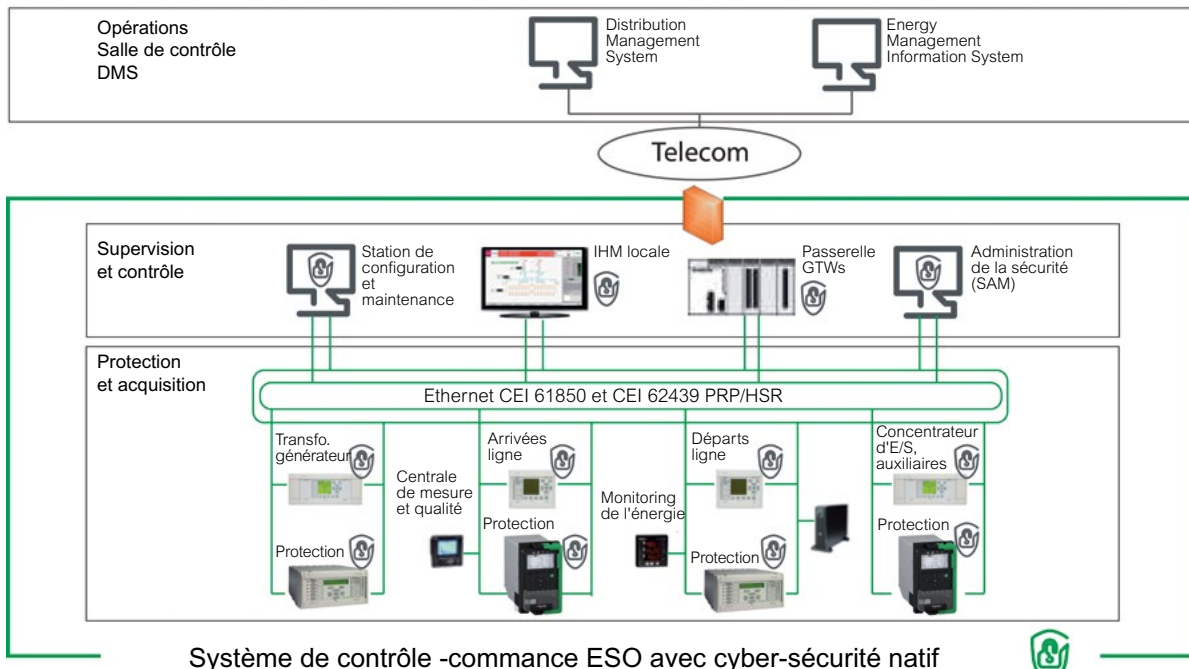 Opérations
Salle de contrôle
DMS
Distribution
Management
System
Energy
Management
Information System
Telecom
Supervision
et contrôle
Station de
configuration
et
maintenance
IHM locale
Passerelle
GTWs
Administration
de la sécurité
(SAM)
Protection
et acquisition
Ethernet CEI 61850 et CEI 62439 PRP/HSR
Transfo.
générateur
Centrale
de mesure
et qualité
Arrivées
ligne
Monitoring
de l'énergie
Départs
ligne
Concentrateur
d'E/S,
auxiliaires
Protection
Protection
Protection
Protection
Système de contrôle -commance ESO avec cyber-sécurité natif